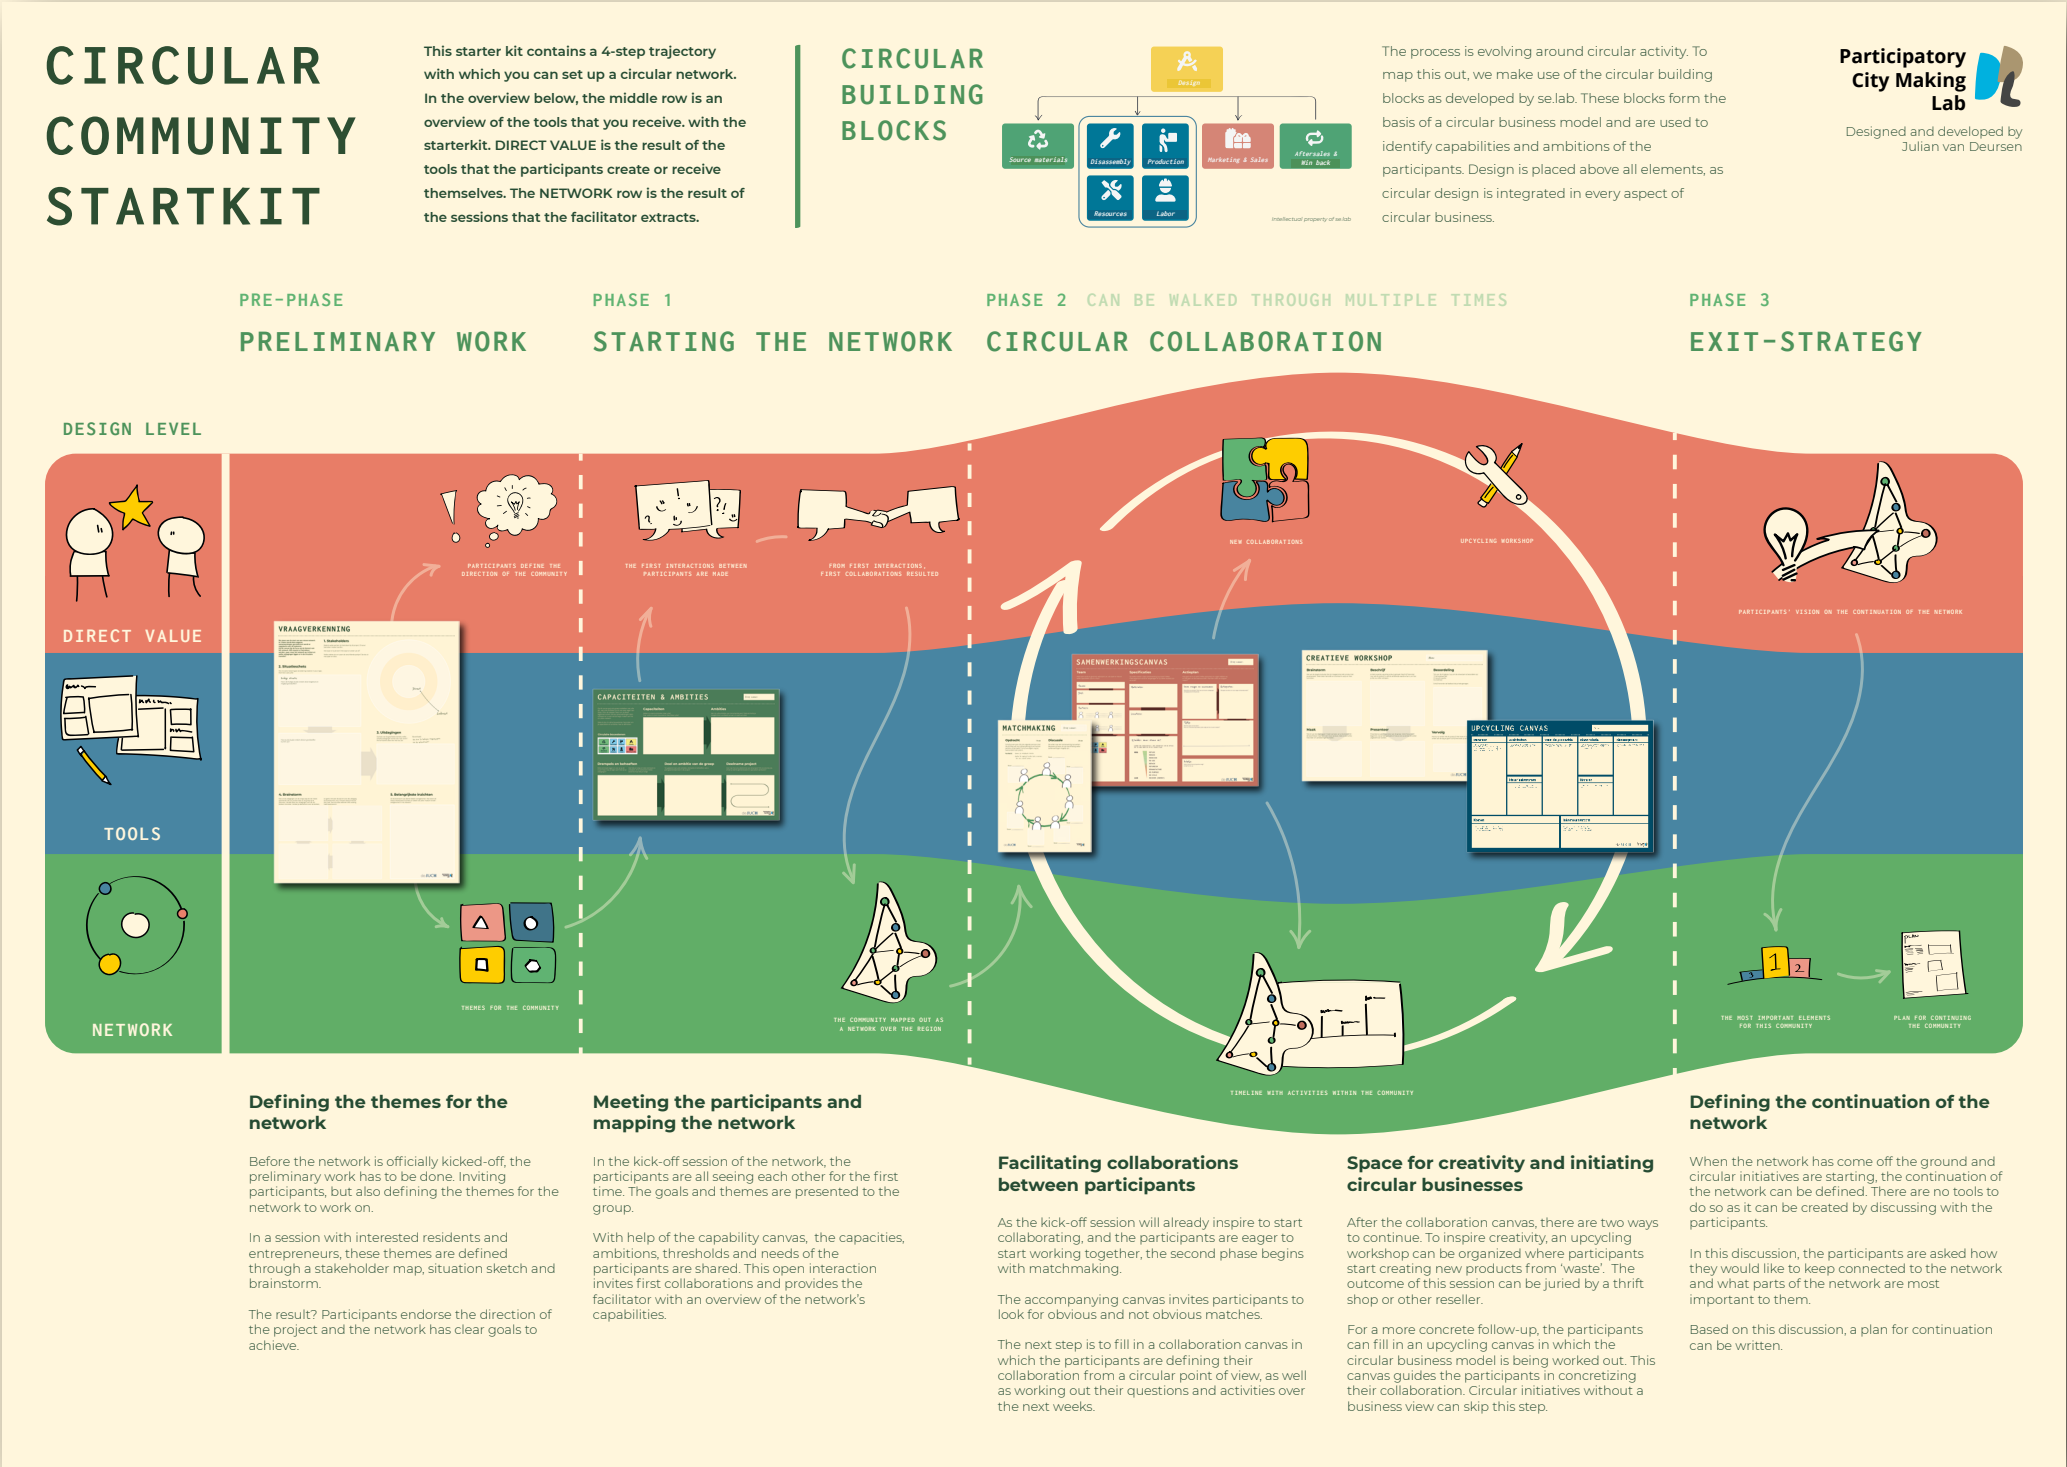 CIRCULAR
COMMUNITY
STARTKIT
This starter kit contains a 4-step trajectory
with which you can set up a circular network.
In the overview below, the middle row is an
overview of the tools that you receive. with the
starterkit. DIRECT VALUE is the result of the
tools that the participants create or receive
themselves. The NETWORK row is the result of
the sessions that the facilitator extracts.
CIRCULAR
BUILDING
BLOCKS
Design
Source materials
Disassembly
Production
Marketing & Sales
Aftersales &
Win back
Resources
Labor
Intellectual property of se.lab
The process is evolving around circular activity. To
map this out, we make use of the circular building
blocks as developed by se.lab. These blocks form the
basis of a circular business model and are used to
identify capabilities and ambitions of the
participants. Design is placed above all elements, as
circular design is integrated in every aspect of
circular business.
Participatory
City Making
Lab
Designed and developed by
Julian van Deursen
PRE-PHASE
PRELIMINARY WORK
PHASE 1
STARTING THE NETWORK
PHASE 2 CAN BE WALKED THROUGH MULTIPLE TIMES
CIRCULAR COLLABORATION
PHASE 3
EXIT-STRATEGY
DESIGN LEVEL
DIRECT VALUE
TOOLS
NETWORK
PARTICIPANTS DEFINE THE
DIRECTION OF THE COMMUNITY
VRAAGVERKENNING
THEMES FOR THE COMMUNITY
THE FIRST INTERACTIONS BETWEEN
PARTICIPANTS ARE MADE
FROM FIRST INTERACTIONS,
FIRST COLLABORATIONS RESULTED
CAPACITEITEN & AMBITIES
Capaciteiten
Ambities
THE COMMUNITY MAPPED OUT AS
A NETWORK OVER THE REGION
NEW COLLABORATIONS
UPCYCLING WORKSHOP
SAMENWERKINGSCANVAS
MATCHMAKING
CREATIEVE WORKSHOP
UPCYCLING CANVAS
TIMELINE WITH ACTIVITIES WITHIN THE COMMUNITY
PARTICIPANTS' VISION ON THE CONTINUATION OF THE NETWORK
3
1
2
PLAN
THE MOST IMPORTANT ELEMENTS
FOR THIS COMMUNITY
PLAN FOR CONTINUING
THE COMMUNITY
Defining the themes for the
network
Before the network is officially kicked-off, the
preliminary work has to be done. Inviting
participants, but also defining the themes for the
network to work on.
In a session with interested residents and
entrepreneurs, these themes are defined
through a stakeholder map, situation sketch and
brainstorm.
The result? Participants endorse the direction of
the project and the network has clear goals to
achieve.
Meeting the participants and
mapping the network
In the kick-off session of the network, the
participants are all seeing each other for the first
time. The goals and themes are presented to the
group.
With help of the capability canvas,  the capacities,
ambitions, thresholds and needs of the
participants are shared. This open interaction
invites first collaborations and provides the
facilitator with an overview of the network's
capabilities.
Facilitating collaborations
between participants
As the kick-off session will already inspire to start
collaborating, and the participants are eager to
start working together, the second phase begins
with matchmaking.
The accompanying canvas invites participants to
look for obvious and not obvious matches.
The next step is to fill in a collaboration canvas in
which the participants are defining their
collaboration from a circular point of view, as well
as working out their questions and activities over
the next weeks.
Space for creativity and initiating
circular businesses
After the collaboration canvas, there are two ways
to continue. To inspire creativity, an upcycling
workshop can be organized where participants
start creating new products from 'waste'.  The
outcome of this session can be juried by a thrift
shop or other reseller.
For a more concrete follow-up, the participants
can fill in an upcycling canvas in which the
circular business model is being worked out. This
canvas guides the participants in concretizing
their collaboration. Circular initiatives without a
business view can skip this step.
Defining the continuation of the
network
When the network has come off the ground and
circular initiatives are starting, the continuation of
the network can be defined. There are no tools to
do so as it can be created by discussing with the
participants.
In this discussion, the participants are asked how
they would like to keep connected to the network
and what parts of the network are most
important to them.
Based on this discussion, a plan for continuation
can be written.